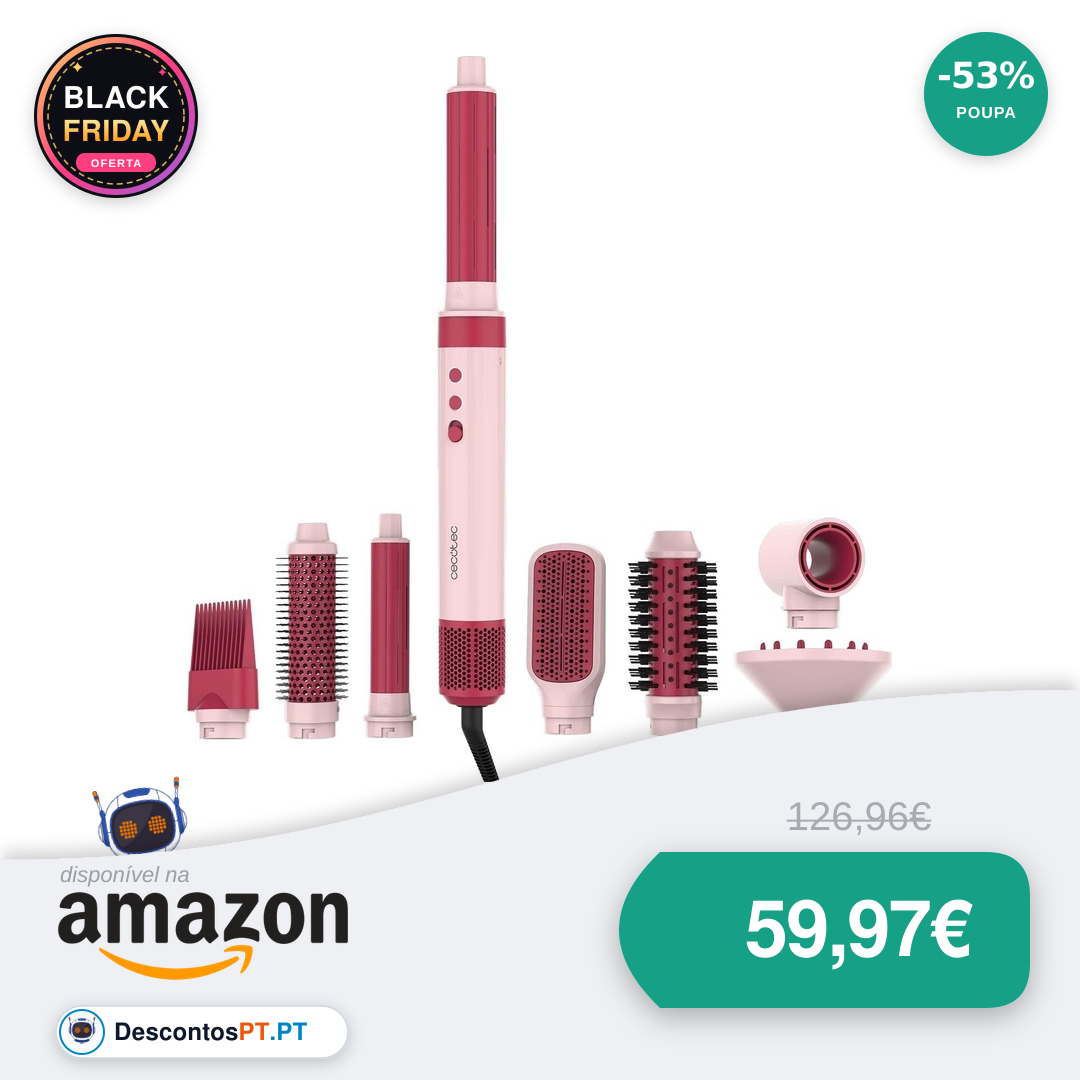 BLACK
FRIDAY
OFERTA
-53%
POUPA
cecotec
126,96€
59,97€
disponível na
amazon
DescontosPT.PT